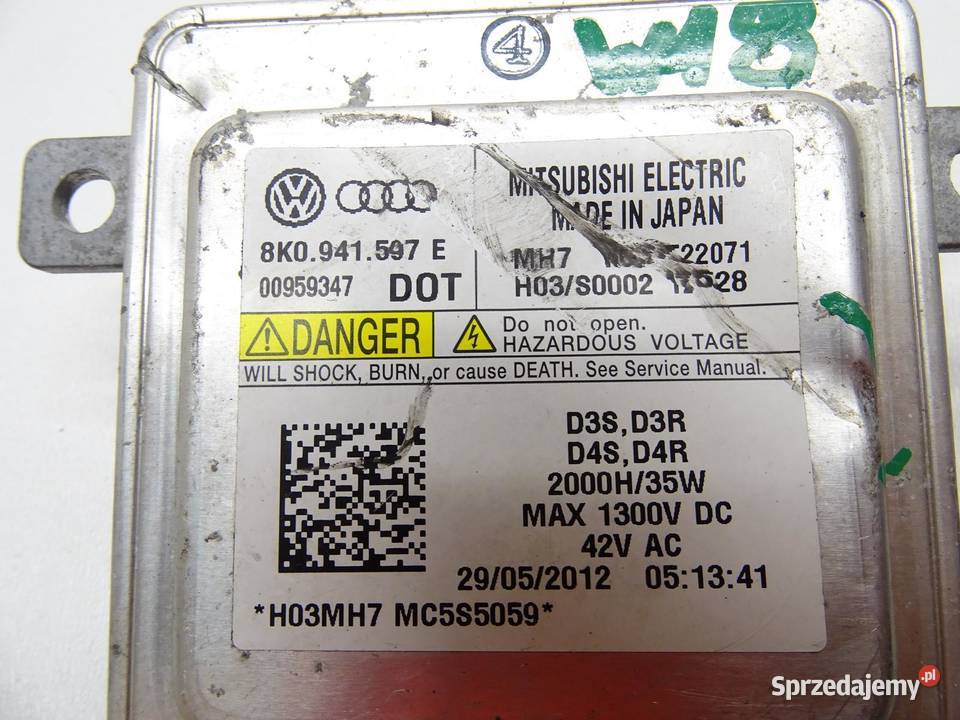 4 W18
MITSUBISHI ELECTRIC
MADE IN JAPAN
8K0.941.597 E
00959347 DOT
MH7 22071
H03/S0002
DANGER
Do not open.
HAZARDOUS VOLTAGE
WILL SHOCK, BURN, or cause DEATH. See Service Manual.
D3S, D3R
D4S, D4R
2000H/35W
MAX 1300V DC
42V AC
29/05/2012 05:13:41
*H03MH7 MC5S5059*
Sprzedajemy.pl